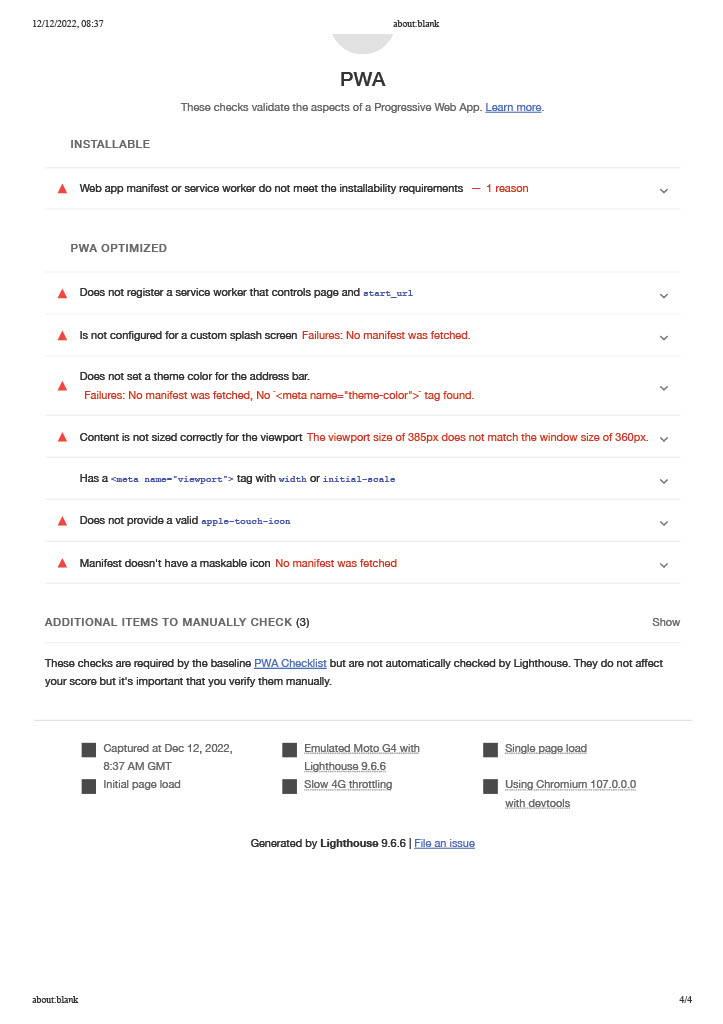 12/12/2022, 08:37
about:blank
PWA
These checks validate the aspects of a Progressive Web App. Learn more.
INSTALLABLE
Web app manifest or service worker do not meet the installability requirements — 1 reason
PWA OPTIMIZED
Does not register a service worker that controls page and start_url
Is not configured for a custom splash screen Failures: No manifest was fetched.
Does not set a theme color for the address bar.
Failures: No manifest was fetched, No `<meta name="theme-color">` tag found.
Content is not sized correctly for the viewport The viewport size of 385px does not match the window size of 360px.
Has a <meta name="viewport"> tag with width or initial-scale
Does not provide a valid apple-touch-icon
Manifest doesn't have a maskable icon No manifest was fetched
ADDITIONAL ITEMS TO MANUALLY CHECK (3)
Show
These checks are required by the baseline PWA Checklist but are not automatically checked by Lighthouse. They do not affect
your score but it's important that you verify them manually.
Captured at Dec 12, 2022,
8:37 AM GMT
Emulated Moto G4 with
Lighthouse 9.6.6
Single page load
Initial page load
Slow 4G throttling
Using Chromium 107.0.0.0
with devtools
Generated by Lighthouse 9.6.6 | File an issue
about:blank
4/4